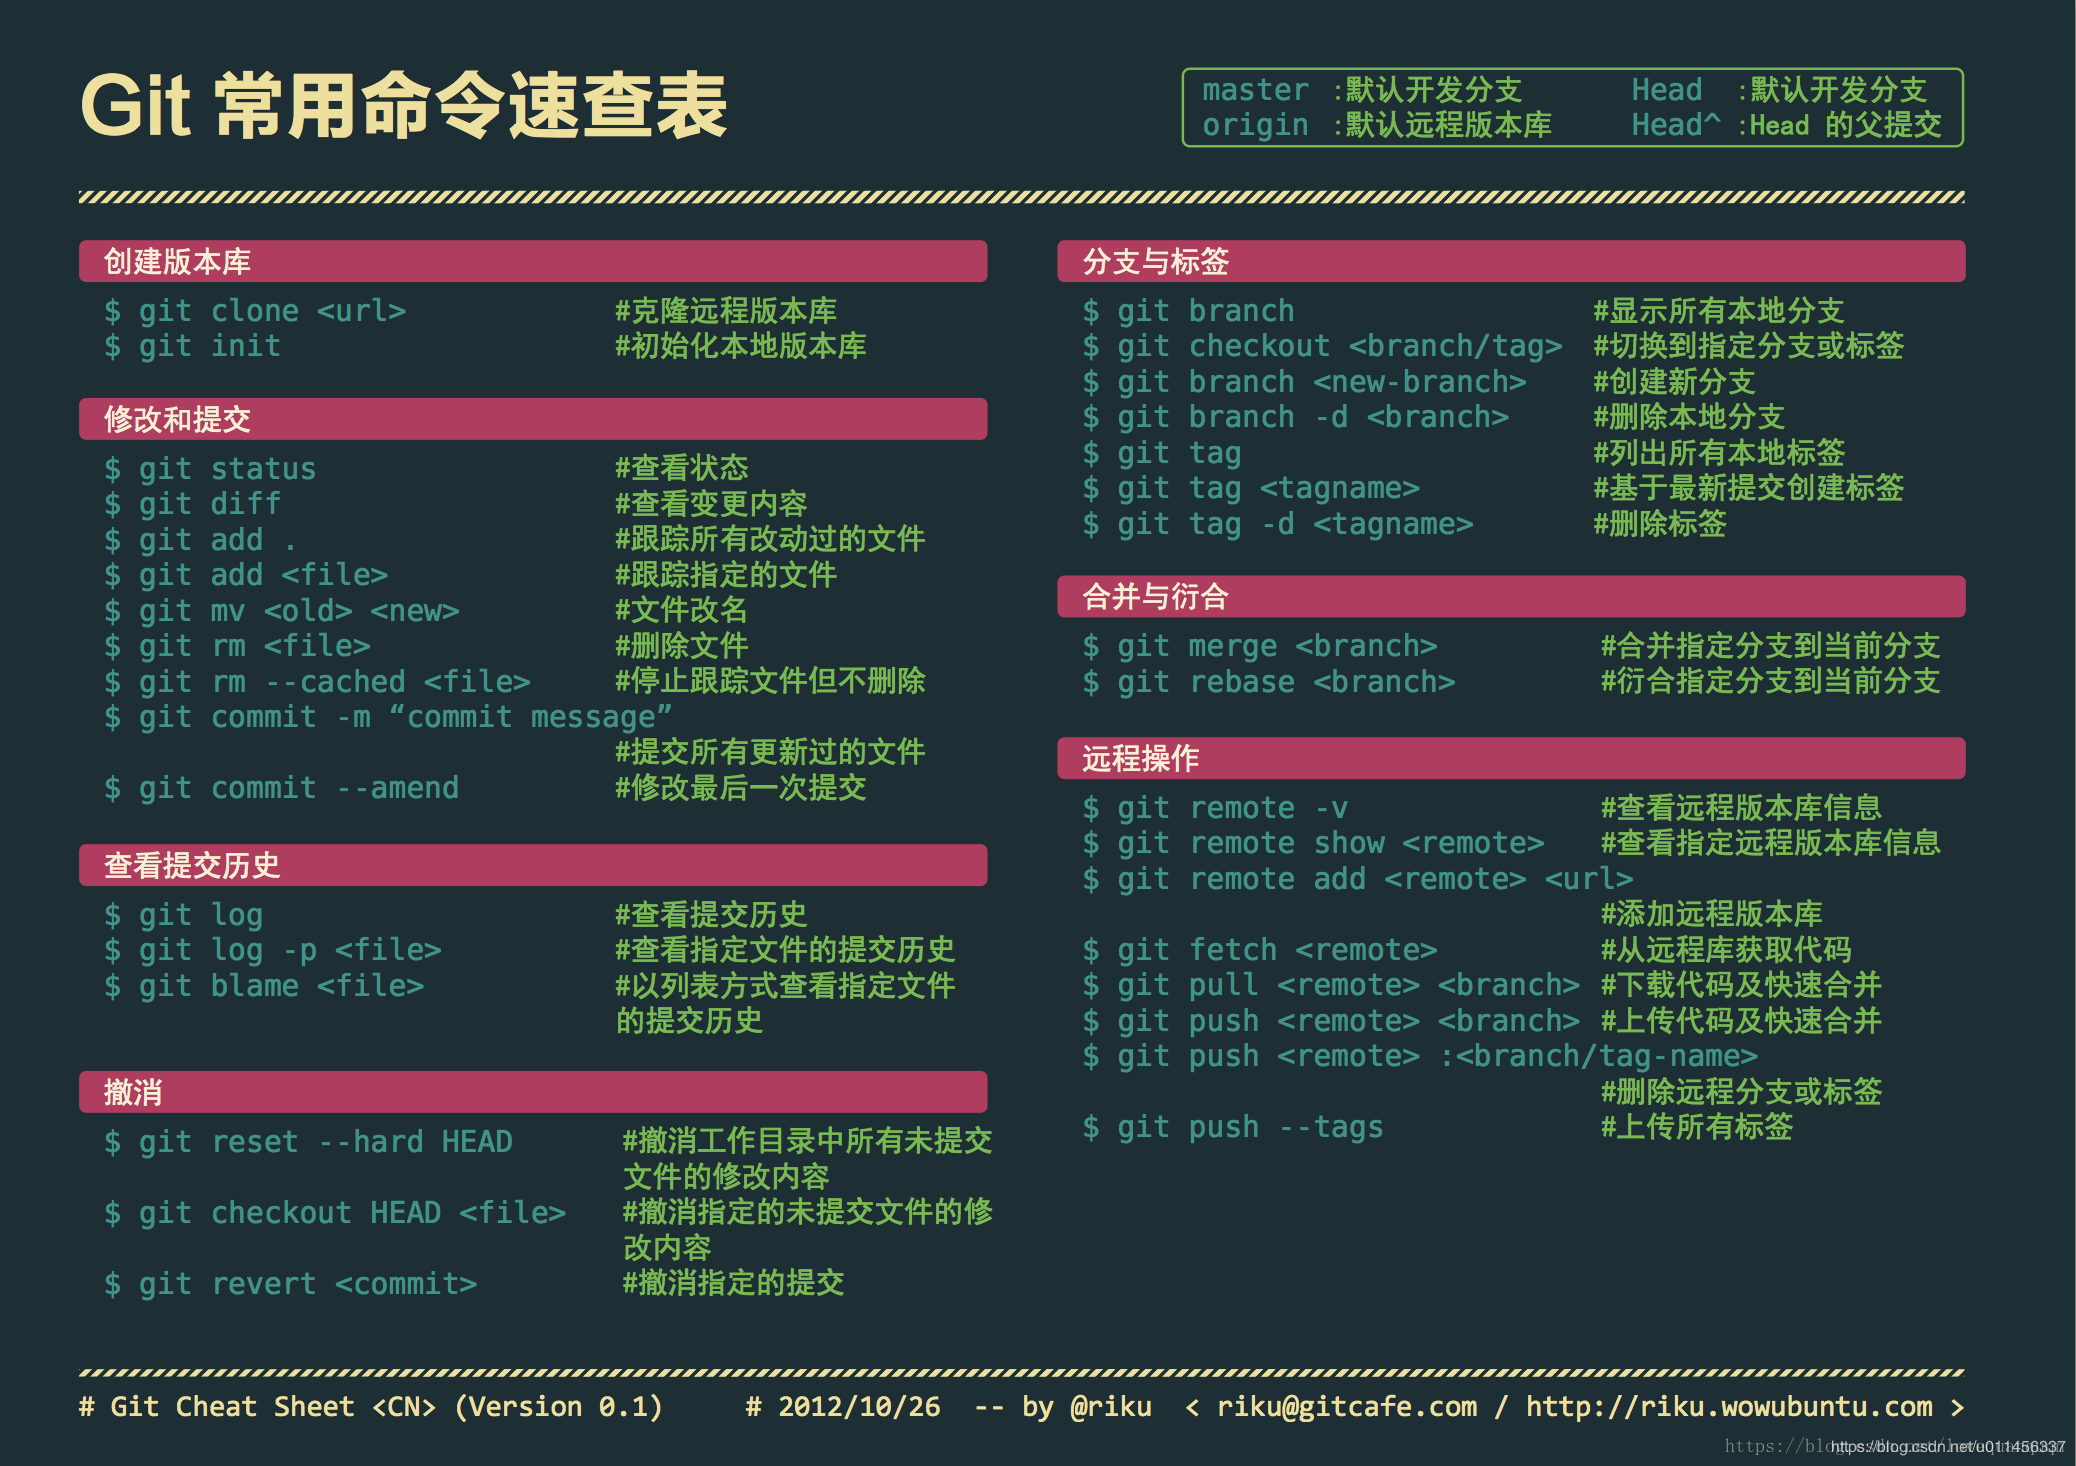 Git 常用命令速查表
master :默认开发分支 Head :默认开发分支
origin :默认远程版本库 Head^ :Head 的父提交
创建版本库
$ git clone <url> #克隆远程版本库
$ git init #初始化本地版本库
修改和提交
$ git status #查看状态
$ git diff #查看变更内容
$ git add . #跟踪所有改动过的文件
$ git add <file> #跟踪指定的文件
$ git mv <old> <new> #文件改名
$ git rm <file> #删除文件
$ git rm --cached <file> #停止跟踪文件但不删除
$ git commit -m “commit message”
#提交所有更新过的文件
$ git commit --amend #修改最后一次提交
查看提交历史
$ git log #查看提交历史
$ git log -p <file> #查看指定文件的提交历史
$ git blame <file> #以列表方式查看指定文件
的提交历史
撤消
$ git reset --hard HEAD #撤消工作目录中所有未提交
文件的修改内容
$ git checkout HEAD <file> #撤消指定的未提交文件的修
改内容
$ git revert <commit> #撤消指定的提交
分支与标签
$ git branch #显示所有本地分支
$ git checkout <branch/tag> #切换到指定分支或标签
$ git branch <new-branch> #创建新分支
$ git branch -d <branch> #删除本地分支
$ git tag #列出所有本地标签
$ git tag <tagname> #基于最新提交创建标签
$ git tag -d <tagname> #删除标签
合并与衍合
$ git merge <branch> #合并指定分支到当前分支
$ git rebase <branch> #衍合指定分支到当前分支
远程操作
$ git remote -v #查看远程版本库信息
$ git remote show <remote> #查看指定远程版本库信息
$ git remote add <remote> <url>
#添加远程版本库
$ git fetch <remote> #从远程库获取代码
$ git pull <remote> <branch> #下载代码及快速合并
$ git push <remote> <branch> #上传代码及快速合并
$ git push <remote> :<branch/tag-name>
#删除远程分支或标签
$ git push --tags #上传所有标签
# Git Cheat Sheet <CN> (Version 0.1) # 2012/10/26 -- by @riku < riku@gitcafe.com / http://riku.wowubuntu.com >
https://blog.csdn.net/u011456337